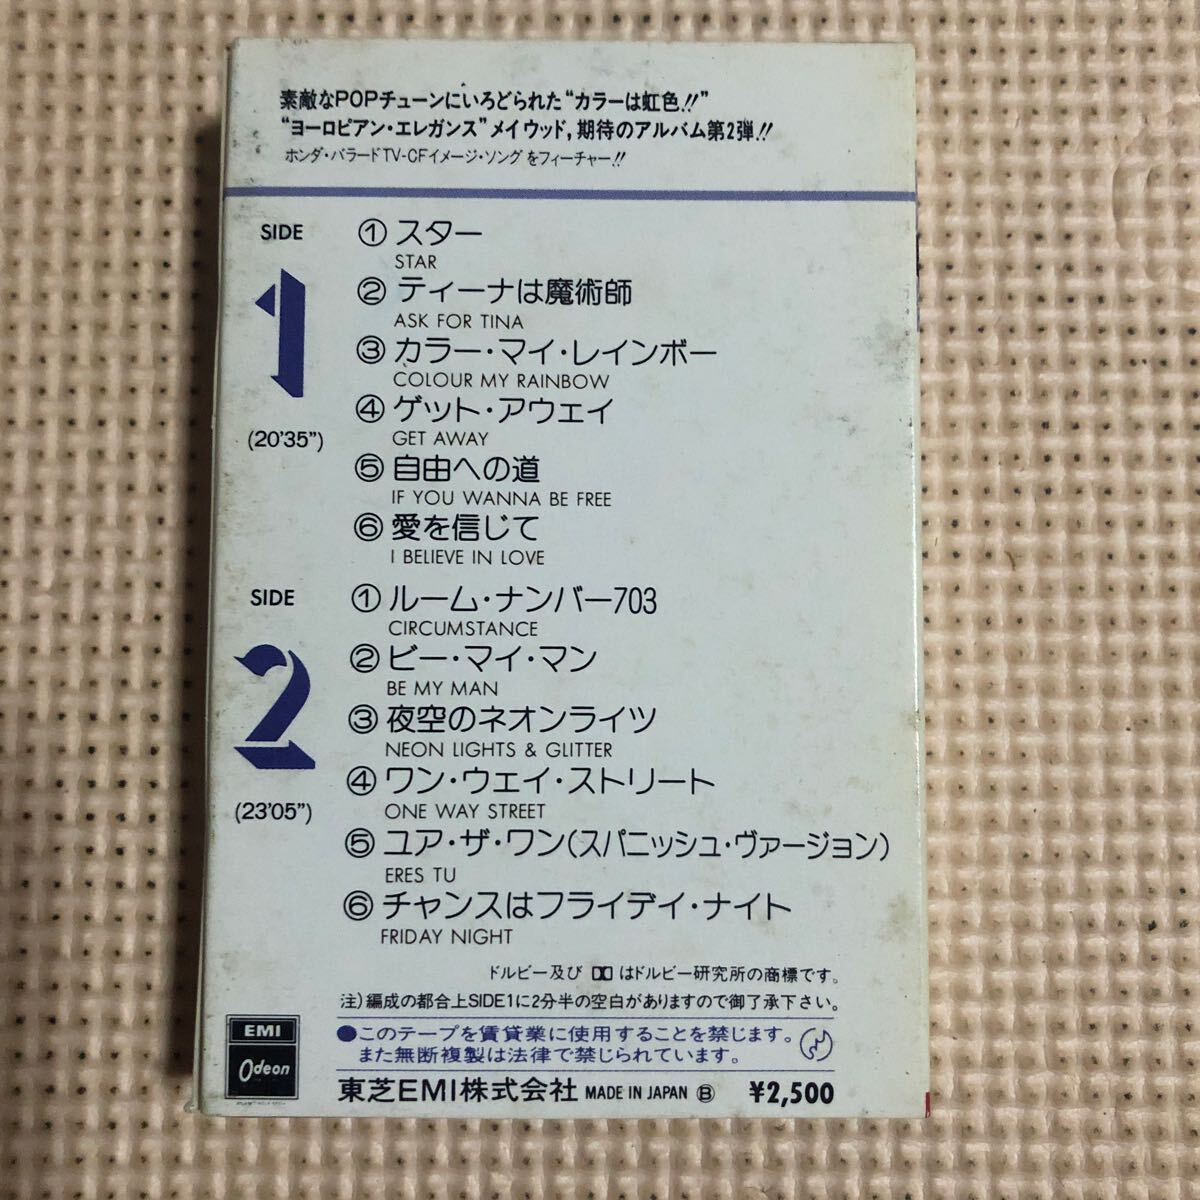 素敵なPOPチューンにいろどられた“カラーは虹色!!”
“ヨーロピアン・エレガンス”メイウッド,期待のアルバム第2弾!!
ホンダ・バラードTV-CFイメージ・ソングをフィーチャー!!
SIDE
1
(20'35")
① スター
STAR
② ティーナは魔術師
ASK FOR TINA
③ カラー・マイ・レインボー
COLOUR MY RAINBOW
④ ゲット・アウェイ
GET AWAY
⑤ 自由への道
IF YOU WANNA BE FREE
⑥ 愛を信じて
I BELIEVE IN LOVE
SIDE
2
(23'05")
① ルーム・ナンバー703
CIRCUMSTANCE
② ビー・マイ・マン
BE MY MAN
③ 夜空のネオンライツ
NEON LIGHTS & GLITTER
④ ワン・ウェイ・ストリート
ONE WAY STREET
⑤ ユア・ザ・ワン(スパニッシュ・ヴァージョン)
ERES TU
⑥ チャンスはフライデイ・ナイト
FRIDAY NIGHT
ドルビー及び はドルビー研究所の商標です。
注)編成の都合上SIDE1に2分半の空白がありますので御了承下さい。
●このテープを賃貸業に使用することを禁じます。
また無断複製は法律で禁じられています。
EMI
Odeon
東芝EMI株式会社 MADE IN JAPAN Ⓑ ¥2,500